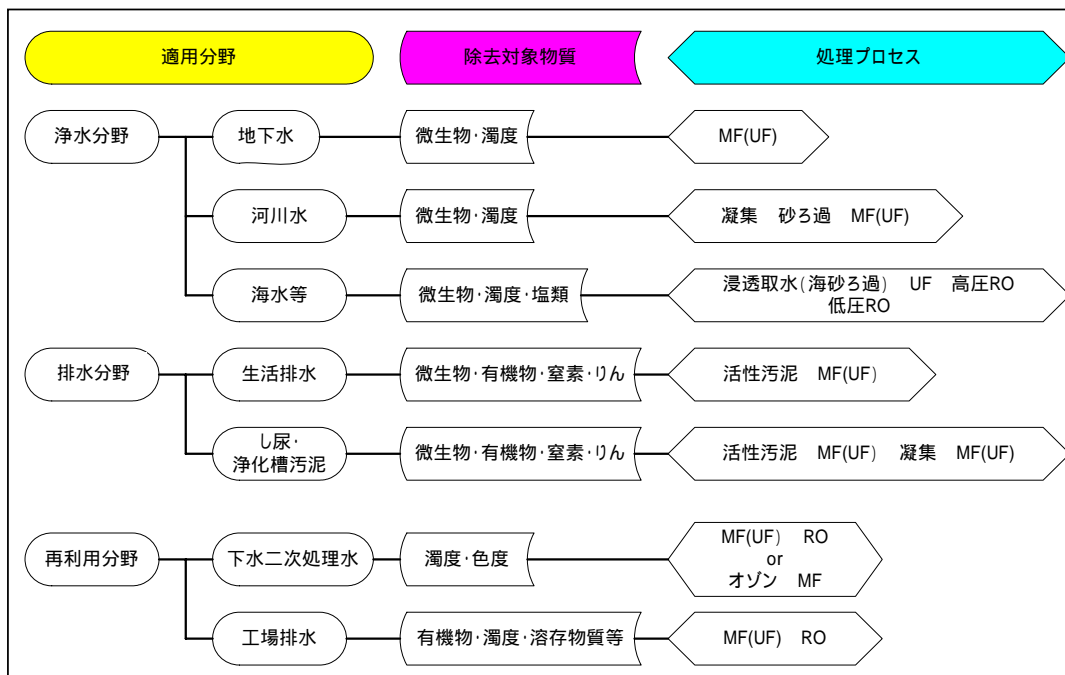 適用分野 除去対象物質 処理プロセス
浄水分野 地下水 微生物・濁度 MF(UF)
河川水 微生物・濁度 凝集 砂ろ過 MF(UF)
海水等 微生物・濁度・塩類 浸透取水(海砂ろ過) UF 高圧RO
低圧RO
排水分野 生活排水 微生物・有機物・窒素・りん 活性汚泥 MF(UF)
し尿・
浄化槽汚泥 微生物・有機物・窒素・りん 活性汚泥 MF(UF) 凝集 MF(UF)
再利用分野 下水二次処理水 濁度・色度 MF(UF) RO
or
オゾン MF
工場排水 有機物・濁度・溶存物質等 MF(UF) RO